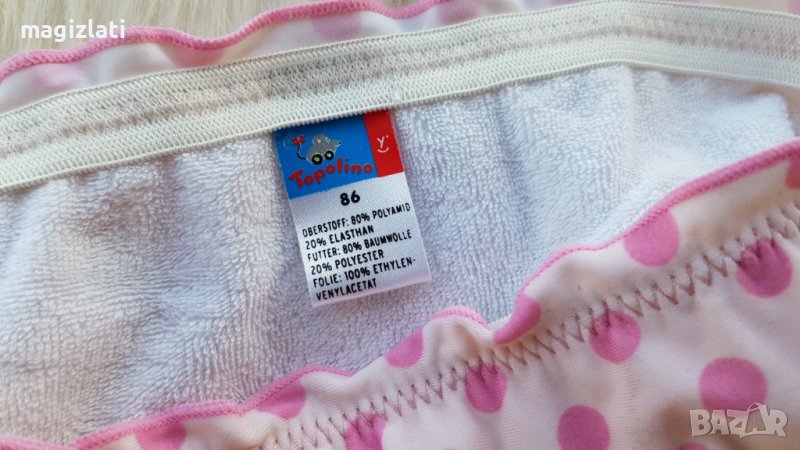 magizlati
Topolino
y
86
OBERSTOFF: 80% POLYAMID
20% ELASTHAN
FUTTER: 80% BAUMWOLLE
20% POLYESTER
FOLIE: 100% ETHYLEN-
VENYLACETAT
BAZAR